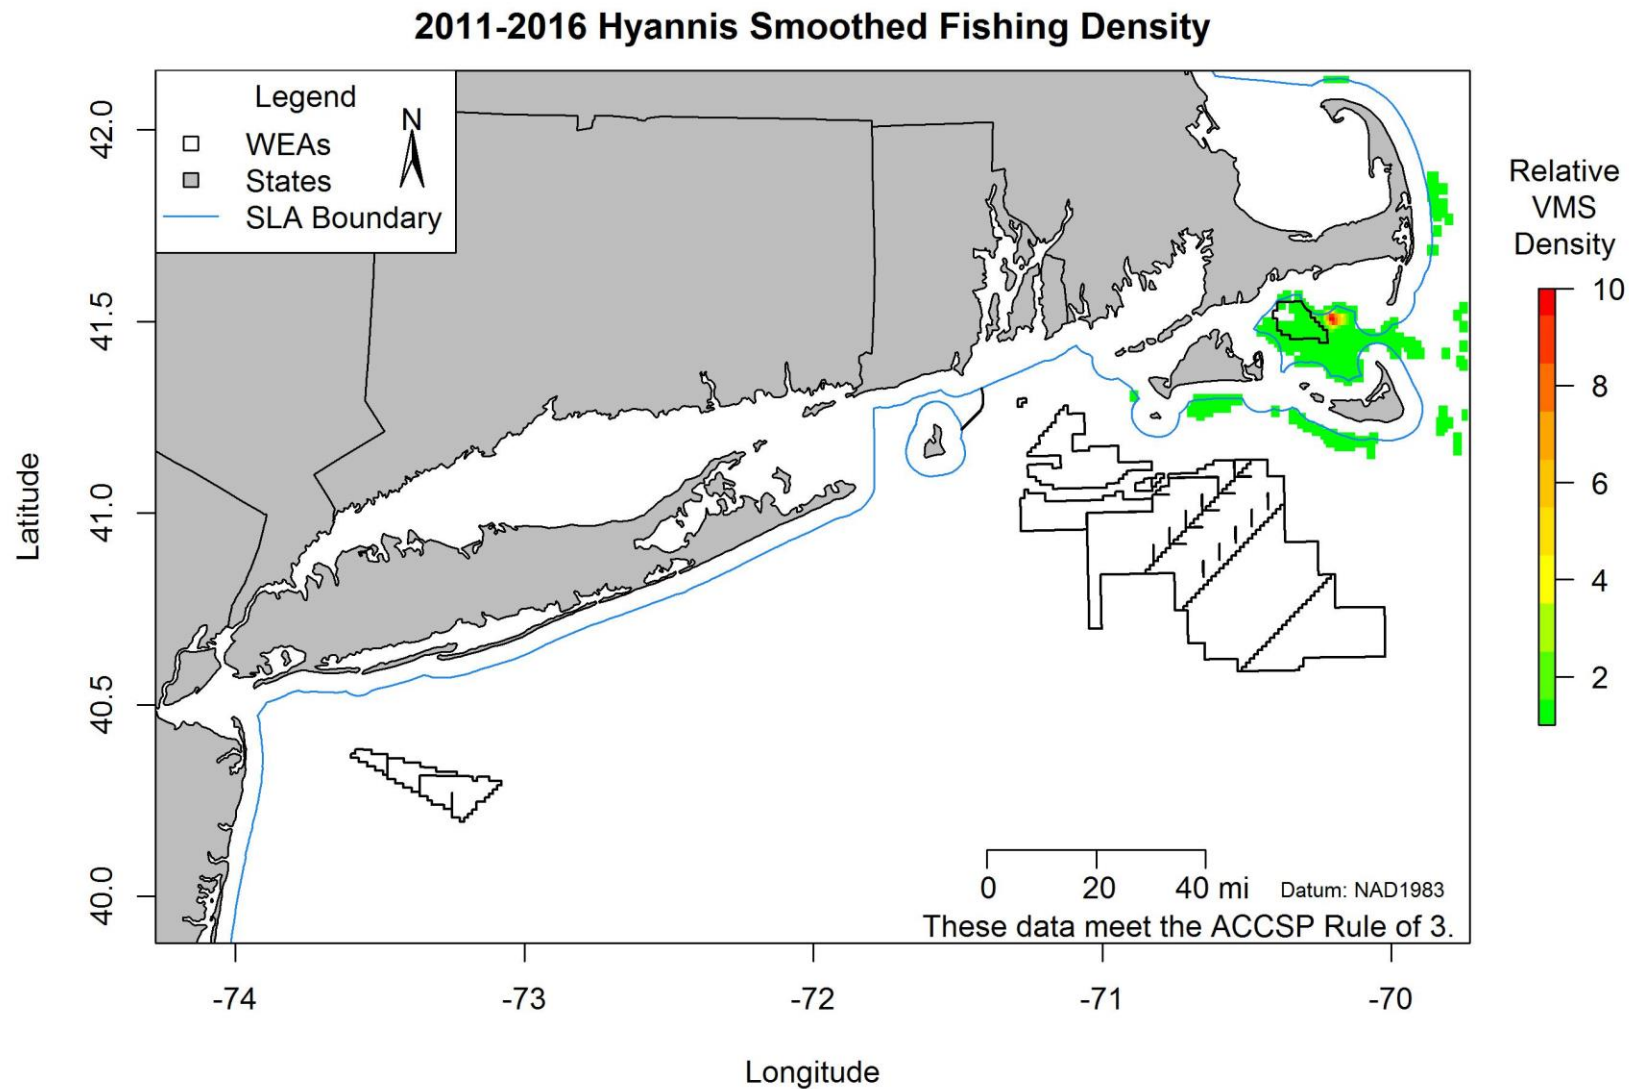 2011-2016 Hyannis Smoothed Fishing Density
Legend
N
WEAs
States
SLA Boundary
Relative
VMS
Density
10
8
6
4
2
Latitude
42.0
41.5
41.0
40.5
40.0
0 20 40 mi Datum: NAD1983
These data meet the ACCSP Rule of 3.
-74 -73 -72 -71 -70
Longitude